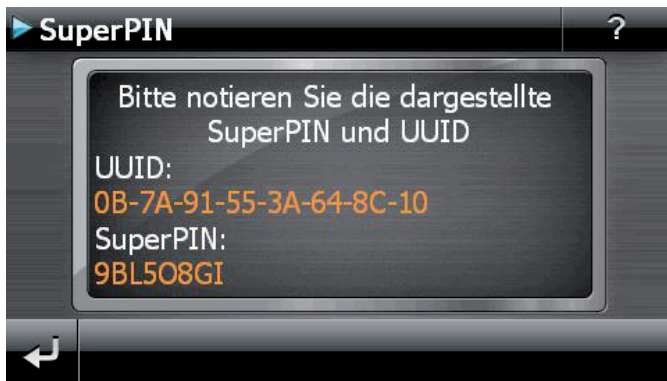 SuperPIN
?
Bitte notieren Sie die dargestellte
SuperPIN und UUID
UUID:
0B-7A-91-55-3A-64-8C-10
SuperPIN:
9BL5O8GI